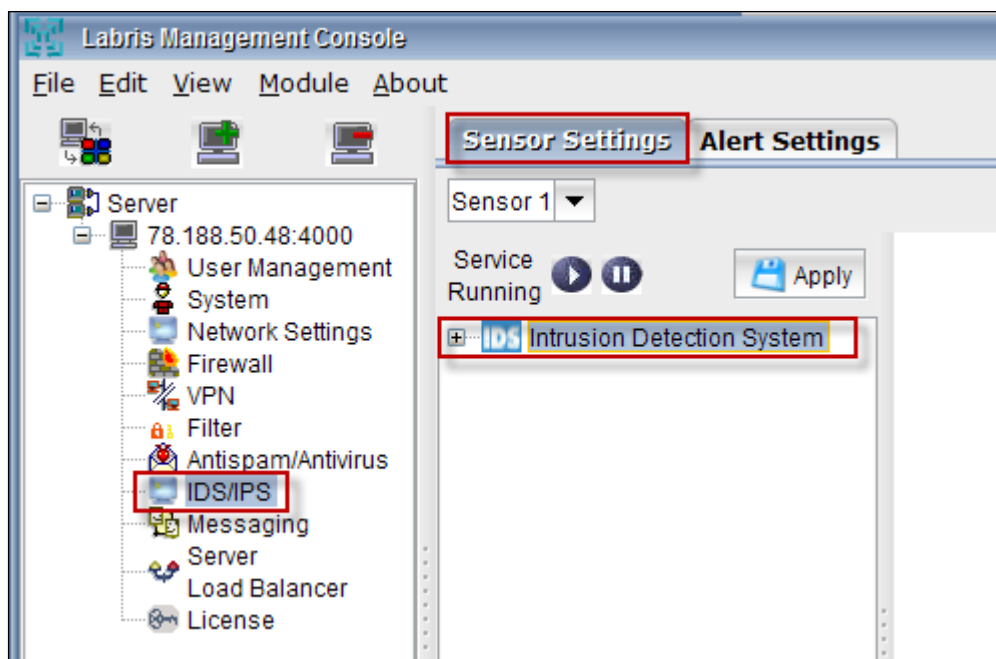 Labris Management Console
File Edit View Module About
Sensor Settings Alert Settings
Sensor 1
Service
Running
Apply
IDS Intrusion Detection System
Server
78.188.50.48:4000
User Management
System
Network Settings
Firewall
VPN
Filter
Antispam/Antivirus
IDS/IPS
Messaging
Server
Load Balancer
License